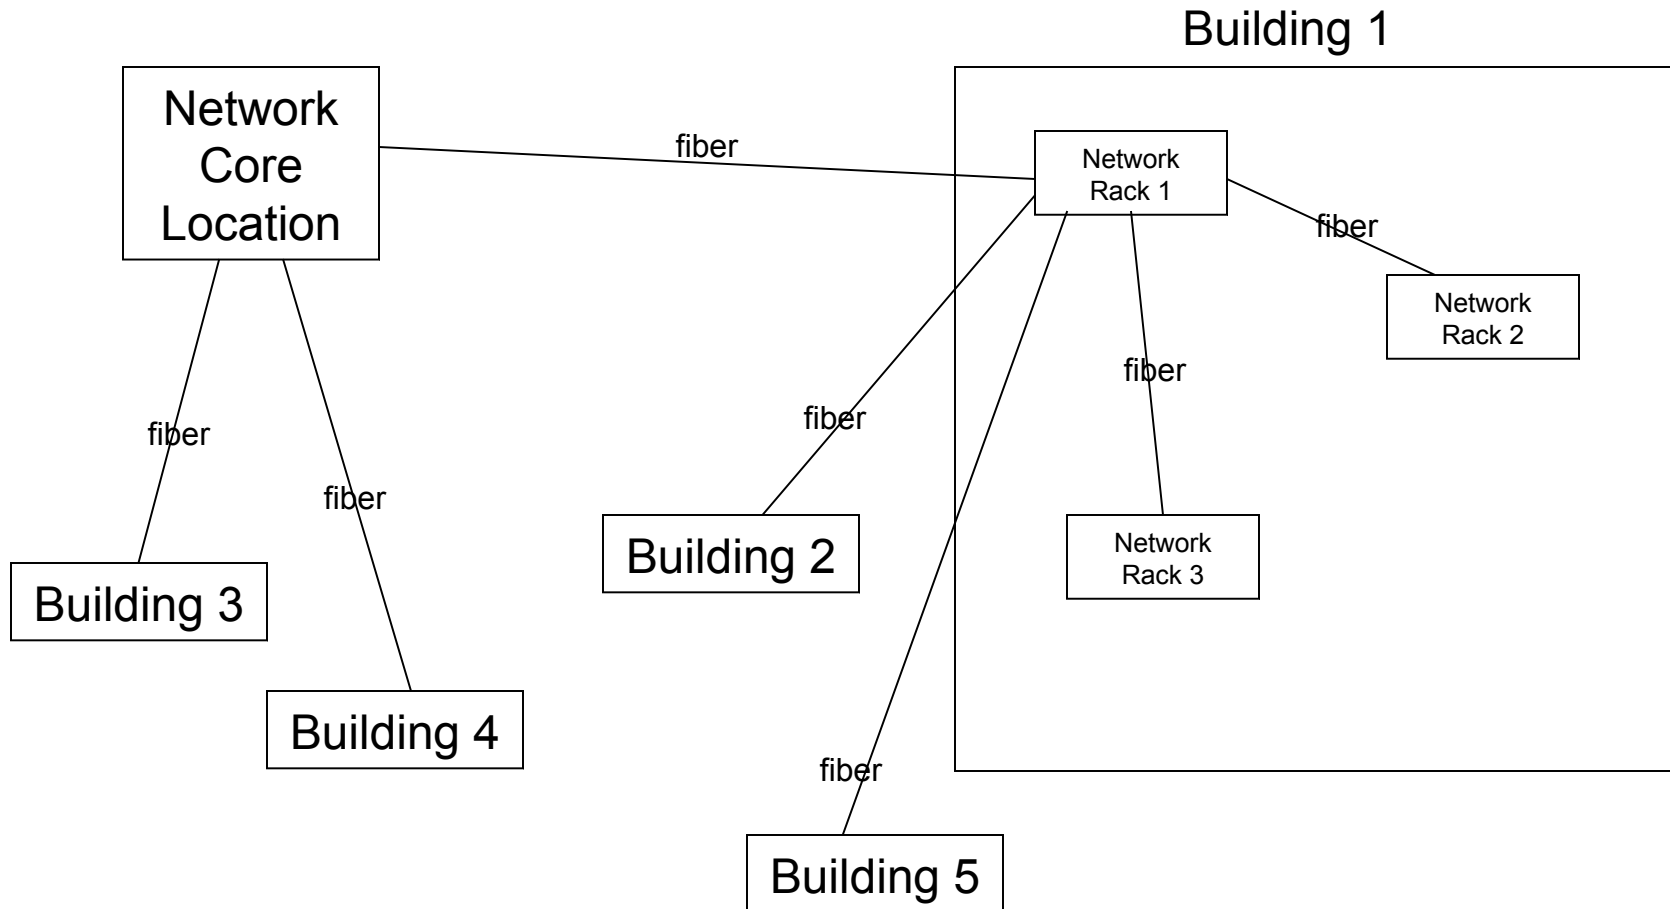 Building 1
Network
Core
Location
fiber
Network
Rack 1
fiber
Network
Rack 2
fiber
fiber
fiber
fiber
Building 2
Network
Rack 3
Building 3
Building 4
fiber
Building 5